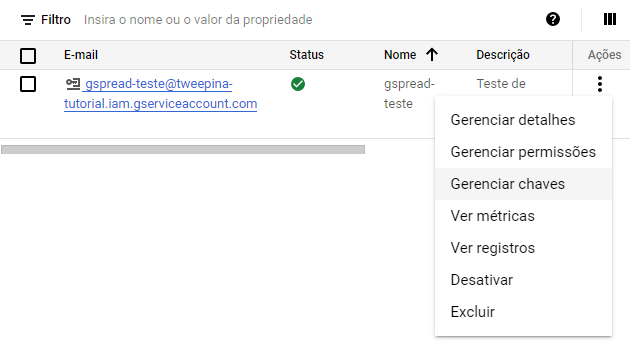 Filtro Insira o nome ou o valor da propriedade
E-mail Status Nome Descrição Ações
gspread-teste@tweepina- gspread- Teste de
tutorial.iam.gserviceaccount.com teste
Gerenciar detalhes
Gerenciar permissões
Gerenciar chaves
Ver métricas
Ver registros
Desativar
Excluir